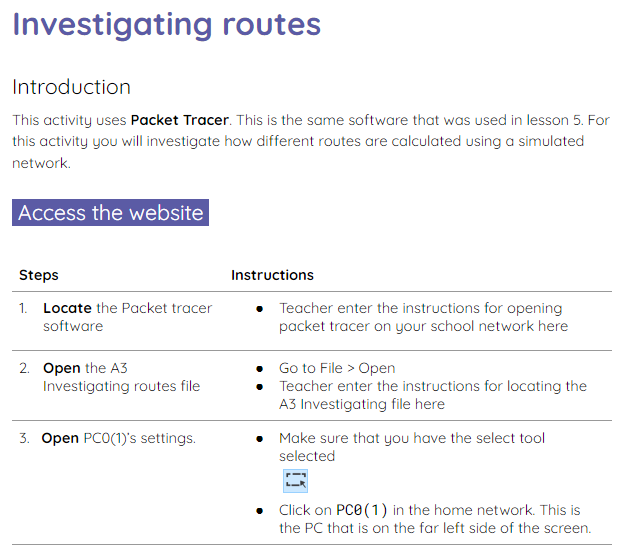 Investigating routes
Introduction
This activity uses Packet Tracer. This is the same software that was used in lesson 5. For
this activity you will investigate how different routes are calculated using a simulated
network.
Access the website
Steps Instructions
1. Locate the Packet tracer
software
● Teacher enter the instructions for opening
packet tracer on your school network here
2. Open the A3
Investigating routes file
● Go to File > Open
● Teacher enter the instructions for locating the
A3 Investigating file here
3. Open PC0(1)'s settings.
● Make sure that you have the select tool
selected
● Click on PC0(1) in the home network. This is
the PC that is on the far left side of the screen.